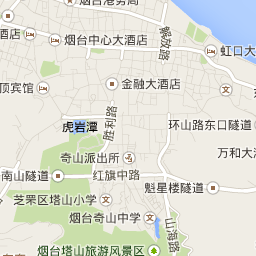 烟台港务局
烟台中心大酒店
大酒店
解放路
虹口大
顶宾馆
金融大酒店
胜利路
虎岩潭
环山路东口隧道
奇山派出所
万和大
南山隧道
红旗中路
魁星楼隧道
芝罘区塔山小学
烟台奇山中学
山海路
烟台塔山旅游风景区